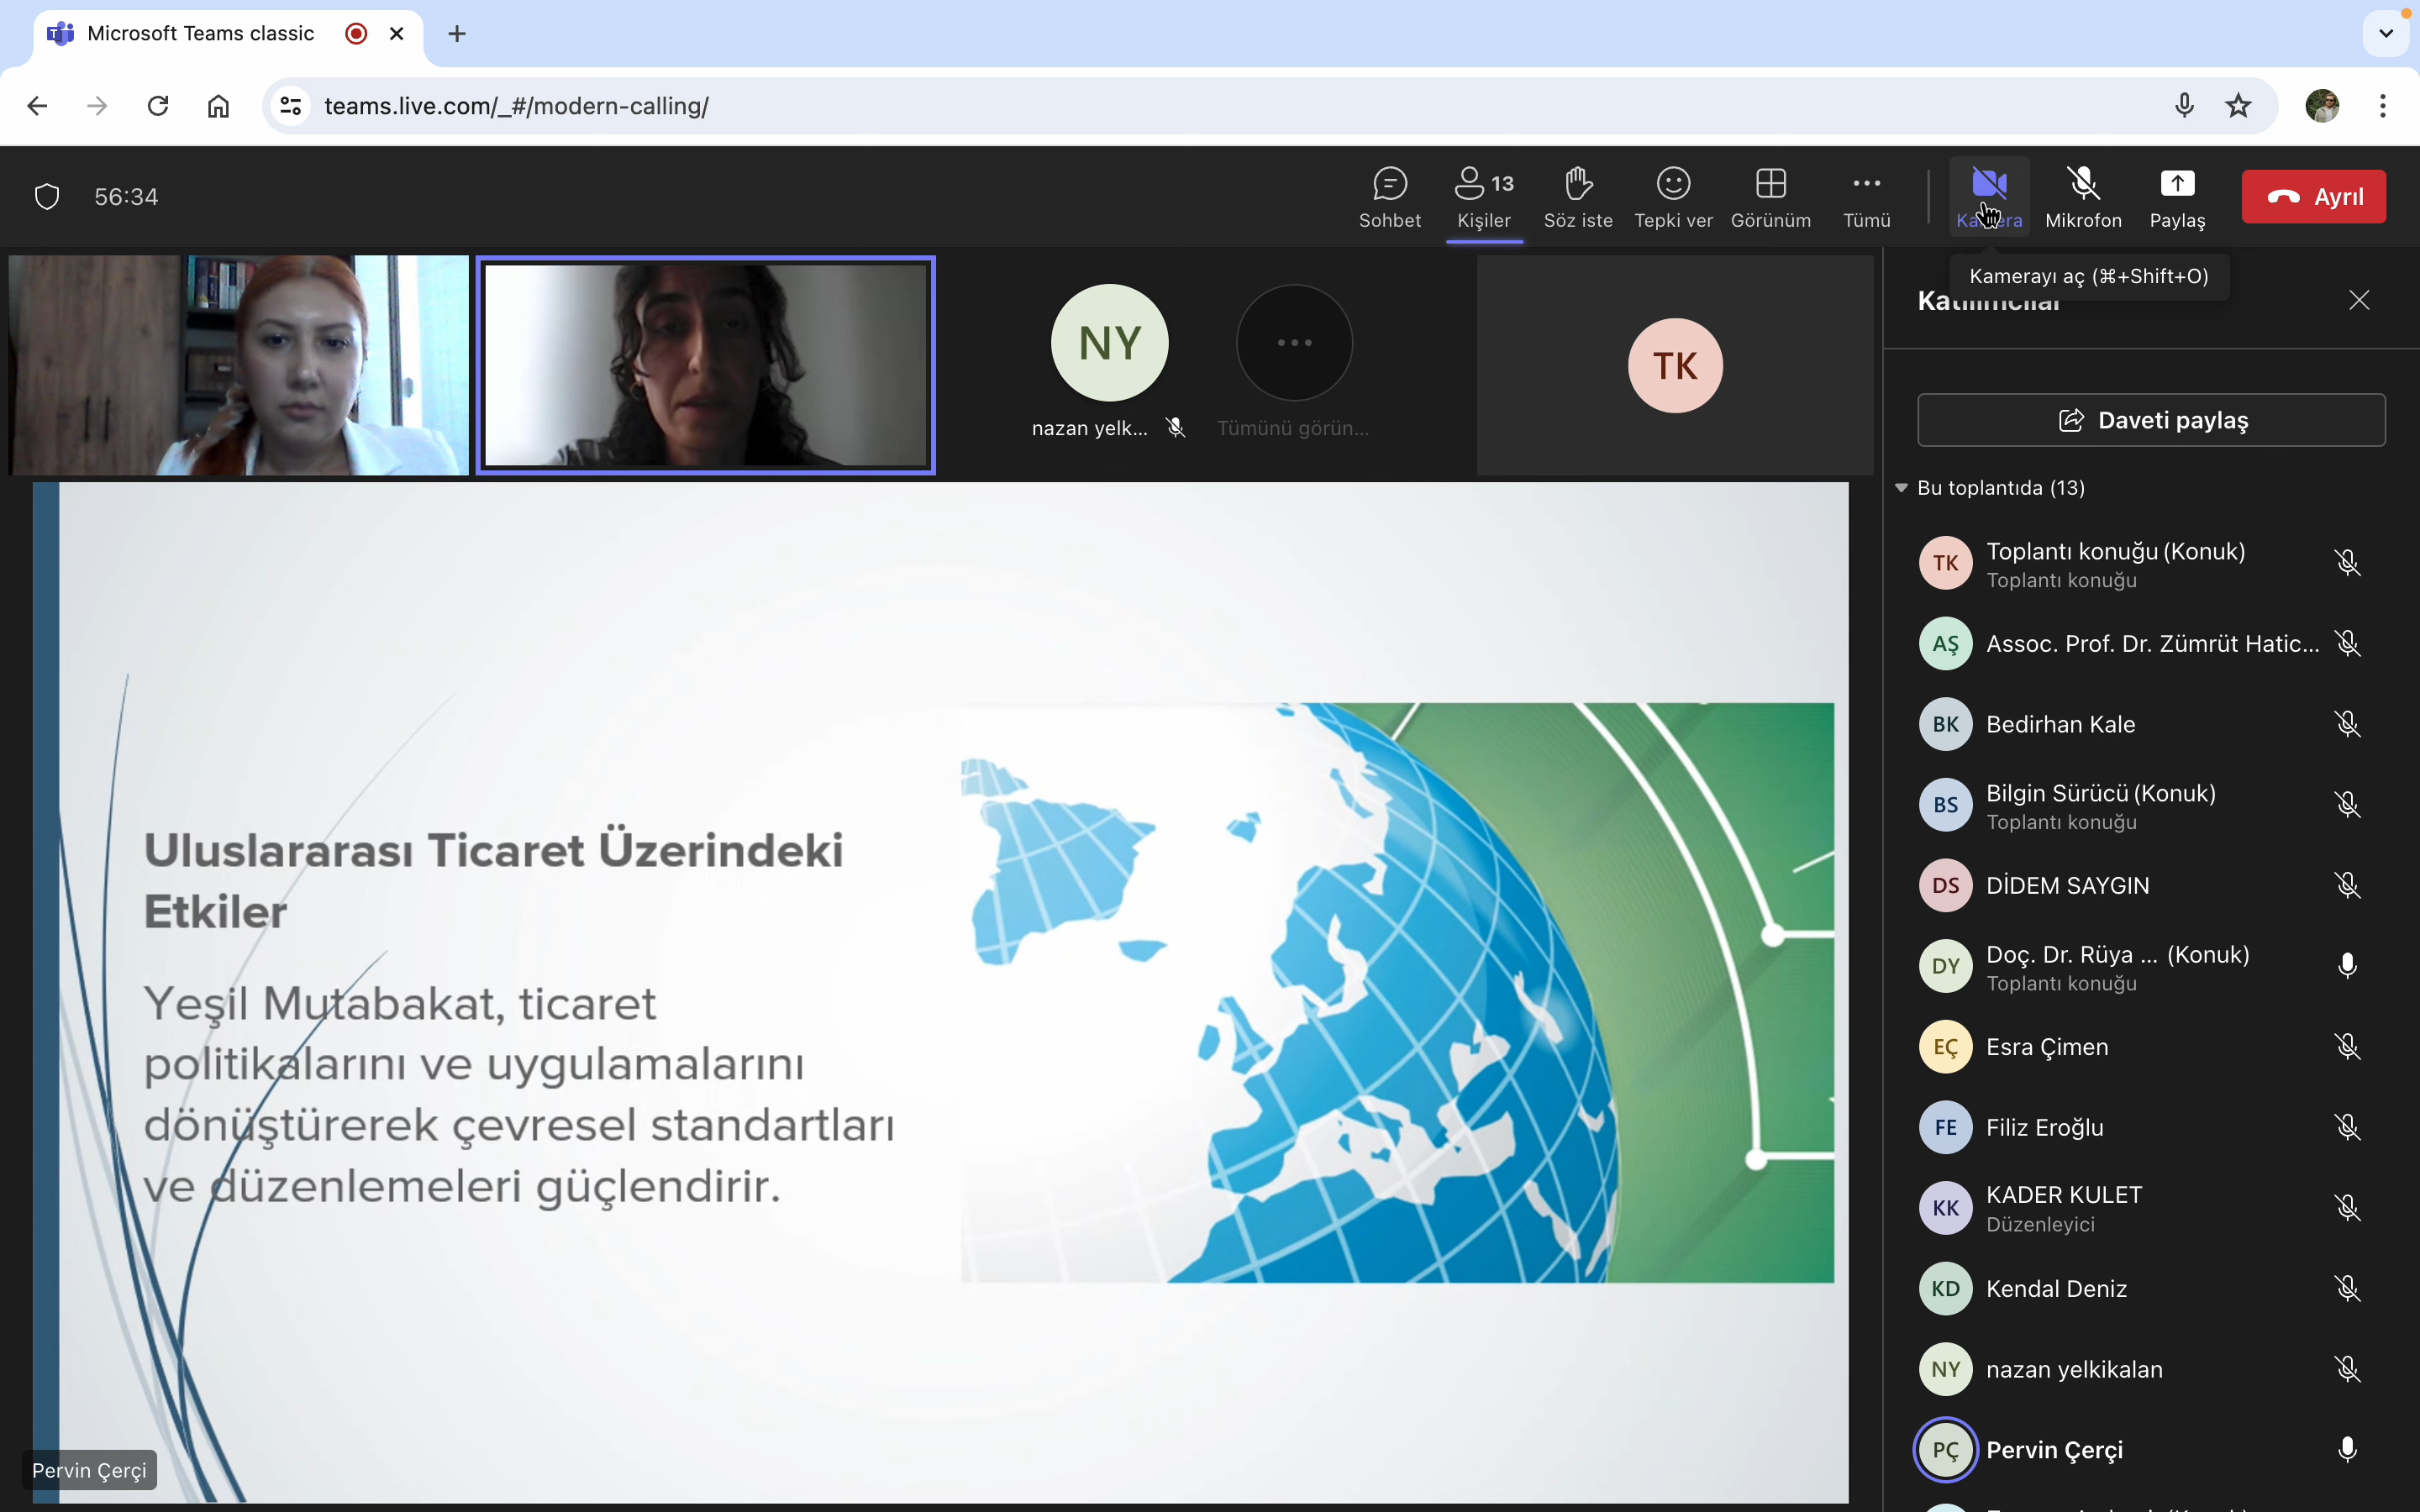 Microsoft Teams classic
teams.live.com/_#/modern-calling/
56:34
Sohbet
13
Kişiler
Söz iste
Tepki ver
Görünüm
Tümü
Mikrofon
Paylaş
Ayrıl
Kamerayı aç (⌘+Shift+O)
NY
nazan yelk...
Tümünü görün...
TK
Daveti paylaş
Bu toplantıda (13)
TK
Toplantı konuğu (Konuk)
Toplantı konuğu
AŞ
Assoc. Prof. Dr. Zümrüt Hatic...
BK
Bedirhan Kale
BS
Bilgin Sürücü (Konuk)
Toplantı konuğu
DS
DİDEM SAYGIN
DY
Doç. Dr. Rüya ... (Konuk)
Toplantı konuğu
EÇ
Esra Çimen
FE
Filiz Eroğlu
KK
KADER KULET
Düzenleyici
KD
Kendal Deniz
NY
nazan yelkikalan
PÇ
Pervin Çerçi
Uluslararası Ticaret Üzerindeki
Etkiler
Yeşil Mutabakat, ticaret
politikalarını ve uygulamalarını
dönüştürerek çevresel standartları
ve düzenlemeleri güçlendirir.
Pervin Çerçi